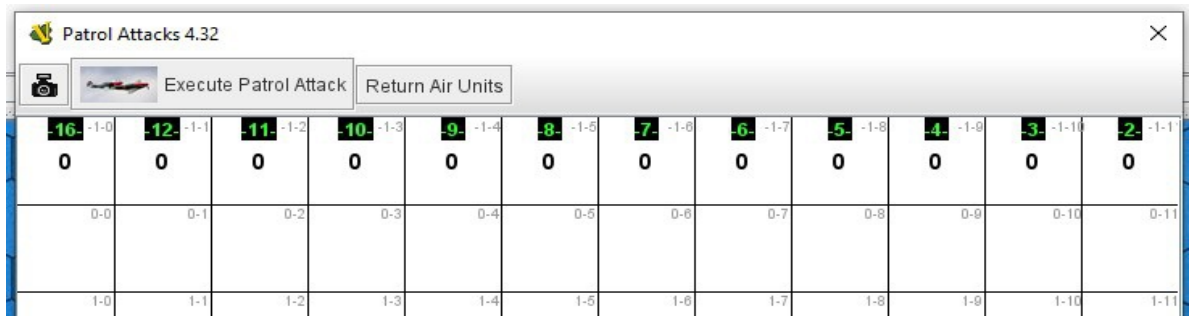 Patrol Attacks 4.32
Execute Patrol Attack Return Air Units
-16- -1-0 -12- -1-1 -11- -1-2 -10- -1-3 -9- -1-4 -8- -1-5 -7- -1-6 -6- -1-7 -5- -1-8 -4- -1-9 -3- -1-10 -2- -1-11
0 0 0 0 0 0 0 0 0 0 0 0
0-0 0-1 0-2 0-3 0-4 0-5 0-6 0-7 0-8 0-9 0-10 0-11
1-0 1-1 1-2 1-3 1-4 1-5 1-6 1-7 1-8 1-9 1-10 1-11